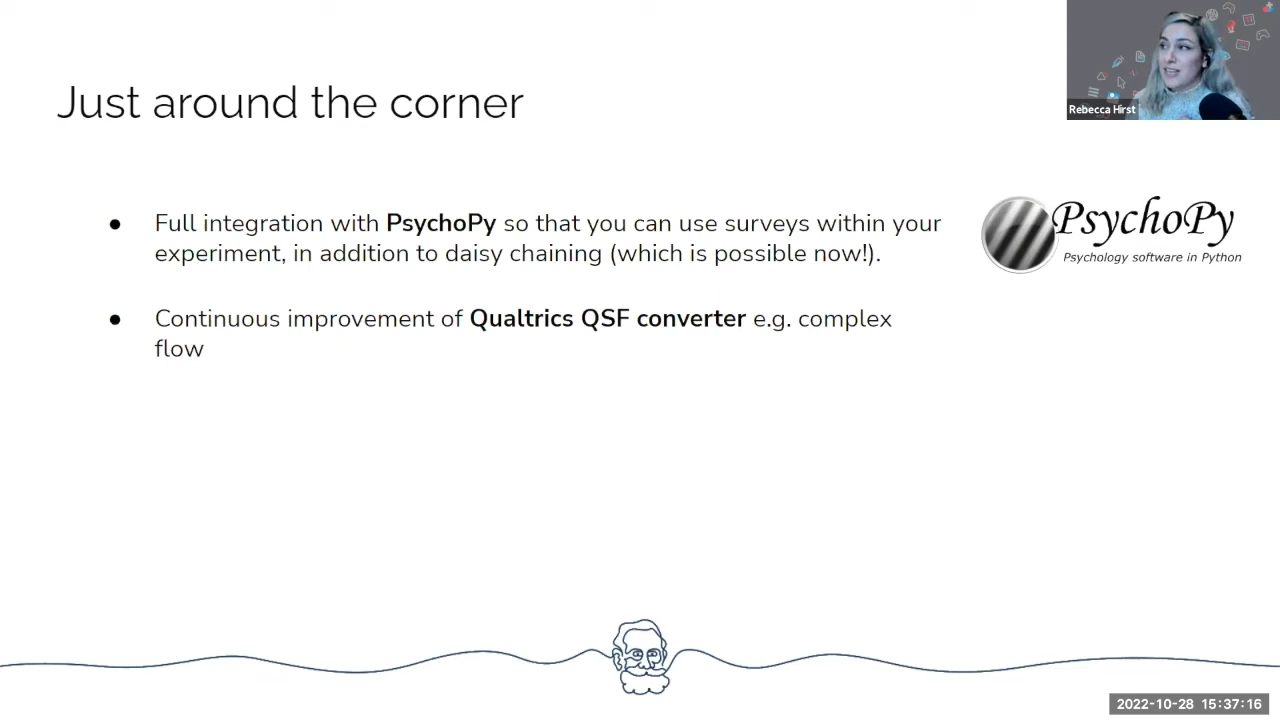 Just around the corner
Rebecca Hirst
● Full integration with PsychoPy so that you can use surveys within your
experiment, in addition to daisy chaining (which is possible now!).
PsychoPy
Psychology software in Python
● Continuous improvement of Qualtrics QSF converter e.g. complex
flow
2022-10-28 15:37:16